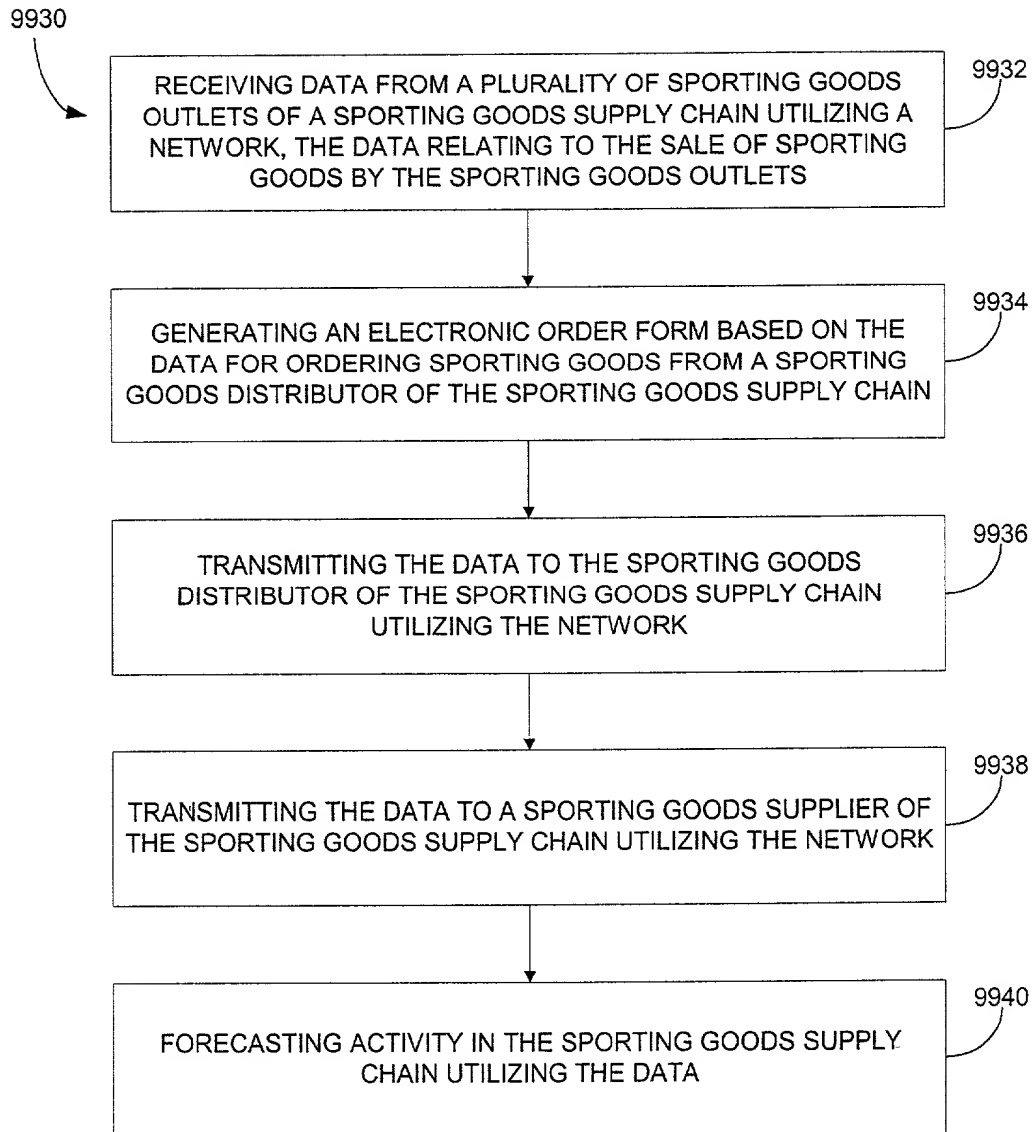 9930
RECEIVING DATA FROM A PLURALITY OF SPORTING GOODS
OUTLETS OF A SPORTING GOODS SUPPLY CHAIN UTILIZING A
NETWORK, THE DATA RELATING TO THE SALE OF SPORTING
GOODS BY THE SPORTING GOODS OUTLETS
9932
GENERATING AN ELECTRONIC ORDER FORM BASED ON THE
DATA FOR ORDERING SPORTING GOODS FROM A SPORTING
GOODS DISTRIBUTOR OF THE SPORTING GOODS SUPPLY CHAIN
9934
TRANSMITTING THE DATA TO THE SPORTING GOODS
DISTRIBUTOR OF THE SPORTING GOODS SUPPLY CHAIN
UTILIZING THE NETWORK
9936
TRANSMITTING THE DATA TO A SPORTING GOODS SUPPLIER OF
THE SPORTING GOODS SUPPLY CHAIN UTILIZING THE NETWORK
9938
FORECASTING ACTIVITY IN THE SPORTING GOODS SUPPLY
CHAIN UTILIZING THE DATA
9940